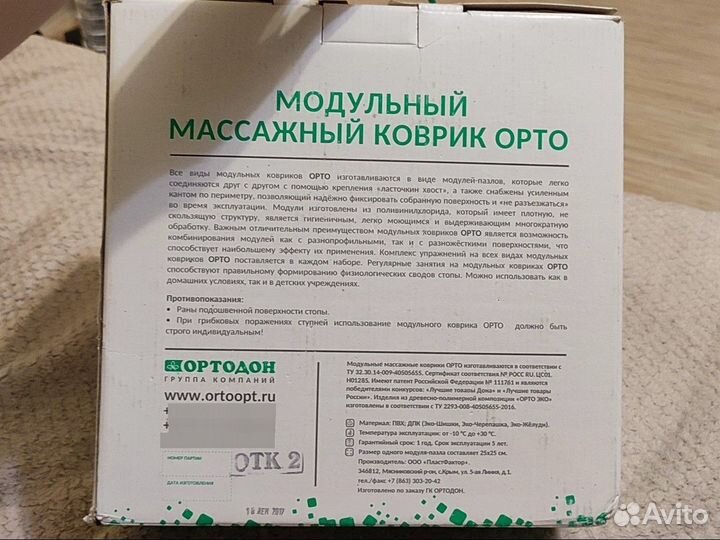 МОДУЛЬНЫЙ
МАССАЖНЫЙ КОВРИК ОРТО
Все виды модульных ковриков ОРТО изготавливаются в виде модулей-пазлов, которые легко
соединяются друг с другом с помощью крепления «ласточкин хвост», а также снабжены усиленным
кантом по периметру, позволяющий надёжно фиксировать собранную поверхность и «не разъезжаться»
во время эксплуатации. Модули изготовлены из поливинилхлорида, который имеет плотную, не
скользящую структуру, является гигиеничным, легко моющимся и выдерживающим многократную
обработку. Важным отличительным преимуществом модульных ковриков ОРТО является возможность
комбинирования модулей как с разнопрофильными, так и с разножёсткими поверхностями, что
способствует наибольшему эффекту их применения. Комплекс упражнений на всех видах модульных
ковриков ОРТО поставляется в каждом наборе. Регулярные занятия на модульных ковриках ОРТО
способствуют правильному формированию физиологических сводов стопы. Можно использовать как в
домашних условиях, так и в детских учреждениях.
Противопоказания:
• Раны подошвенной поверхности стопы.
• При грибковых поражениях ступней использование модульного коврика ОРТО должно быть
строго индивидуальным!
ОРТОДОН
ГРУППА КОМПАНИЙ
www.ortoopt.ru
+
+
НОМЕР ПАРТИИ
ОТК 2
ДАТА ИЗГОТОВЛЕНИЯ
Модульные массажные коврики ОРТО изготавливаются в соответствии с
ТУ 32.30.14-009-40505655. Сертификат соответствия № РОСС RU. ЦС01.
Н01285. Имеют патент Российской Федерации № 111761 и являются
победителями конкурсов: «Лучшие товары Дона» и «Лучшие товары
России». Изделия из древесно-полимерной композиции «ОРТО ЭКО»
изготовлены в соответствии с ТУ 2293-008-40505655-2016.
Материал: ПВХ; ДПК (Эко-Шишки, Эко-Черепашка, Эко-Жёлуди).
Температура эксплуатации: от -10 °С до +30 °С.
Гарантийный срок: 1 год. Срок эксплуатации 5 лет.
Размер одного модуля-пазла составляет 25х25 см.
Производитель: ООО «ПластФактор».
346812, Мясниковский р-он, с.Крым, ул. 5-ая Линия, д.1.
тел./факс +7 (863) 303-20-42
Изготовлено по заказу ГК ОРТОДОН.
2017
Avito